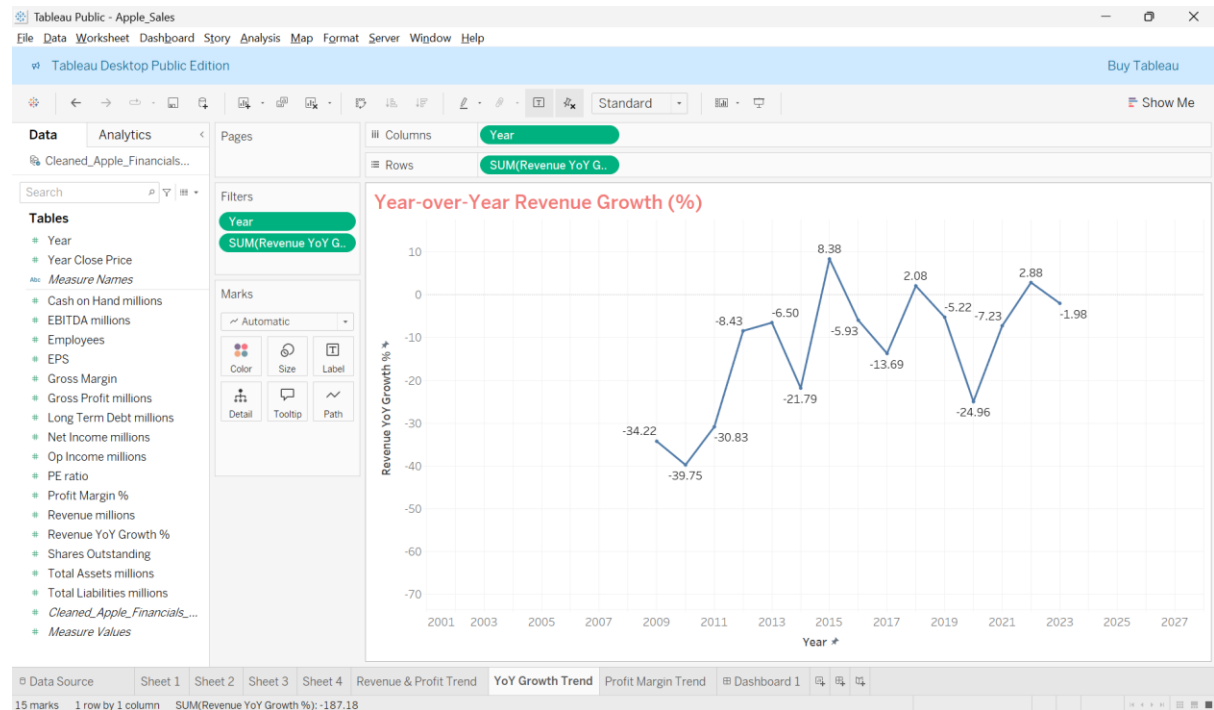 Tableau Public - Apple_Sales
File Data Worksheet Dashboard Story Analysis Map Format Server Window Help
Tableau Desktop Public Edition
Buy Tableau
Standard
Show Me
Data Analytics
Cleaned_Apple_Financials...
Search
Tables
# Year
# Year Close Price
Abc Measure Names
# Cash on Hand millions
# EBITDA millions
# Employees
# EPS
# Gross Margin
# Gross Profit millions
# Long Term Debt millions
# Net Income millions
# Op Income millions
# PE ratio
# Profit Margin %
# Revenue millions
# Revenue YoY Growth %
# Shares Outstanding
# Total Assets millions
# Total Liabilities millions
# Cleaned_Apple_Financials_...
# Measure Values
Pages
Filters
Year
SUM(Revenue YoY G..
Marks
Automatic
Color Size Label
Detail Tooltip Path
Columns
Year
Rows
SUM(Revenue YoY G..
Year-over-Year Revenue Growth (%)
Revenue YoY Growth %
10
0
-10
-20
-30
-40
-50
-60
-70
-34.22
-39.75
-30.83
-8.43
-6.50
-21.79
8.38
-5.93
-13.69
2.08
-5.22
-24.96
-7.23
2.88
-1.98
2001 2003 2005 2007 2009 2011 2013 2015 2017 2019 2021 2023 2025 2027
Year
Data Source Sheet 1 Sheet 2 Sheet 3 Sheet 4 Revenue & Profit Trend YoY Growth Trend Profit Margin Trend Dashboard 1
15 marks 1 row by 1 column SUM(Revenue YoY Growth %): -187.18